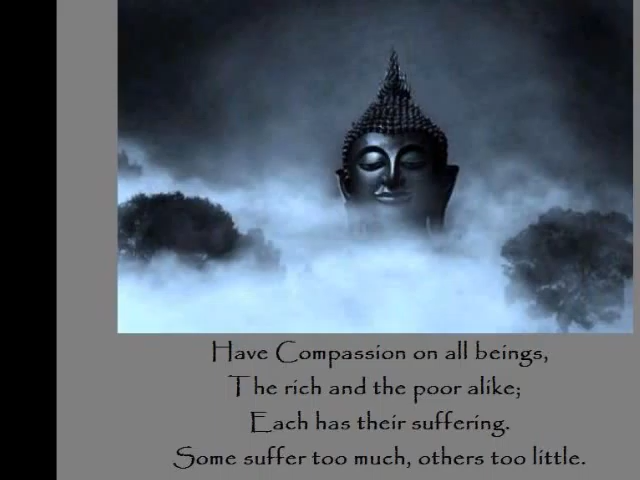 Have Compassion on all beings,
The rich and the poor alike;
Each has their suffering.
Some suffer too much, others too little.